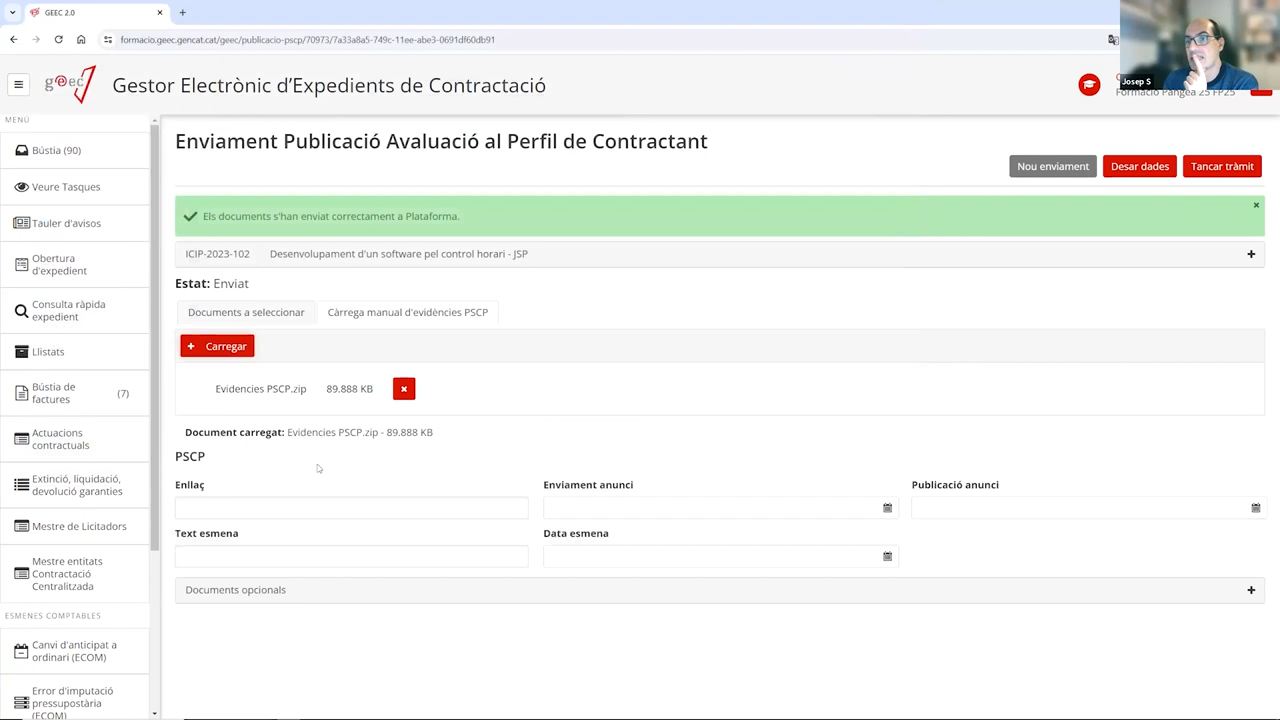 GEEC 2.0
formacio.geec.gencat.cat/geec/publicacio-pscp/70973/7a33a8a5-749c-11ee-abe3-0691df60db91
Josep S
geec
Gestor Electrònic d'Expedients de Contractació
Formació Pangea 25 FP25
MENÚ
Bústia (90)
Veure Tasques
Tauler d'avisos
Obertura
d'expedient
Consulta ràpida
expedient
Llistats
Bústia de
factures
(7)
Actuacions
contractuals
Extinció, liquidació,
devolució garanties
Mestre de Licitadors
Mestre entitats
Contractació
Centralitzada
ESMENES COMPTABLES
Canvi d'anticipat a
ordinari (ECOM)
Error d'imputació
pressupostària
(ECOM)
Enviament Publicació Avaluació al Perfil de Contractant
Nou enviament
Desar dades
Tancar tràmit
Els documents s'han enviat correctament a Plataforma.
ICIP-2023-102 Desenvolupament d'un software pel control horari - JSP
Estat: Enviat
Documents a seleccionar
Càrrega manual d'evidències PSCP
+ Carregar
Evidencies PSCP.zip 89.888 KB
Document carregat: Evidencies PSCP.zip - 89.888 KB
PSCP
Enllaç
Enviament anunci
Publicació anunci
Text esmena
Data esmena
Documents opcionals